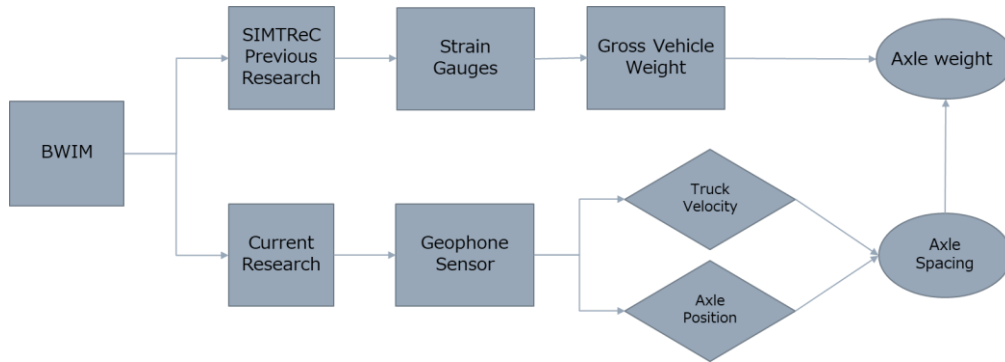 BWIM
SIMTReC
Previous
Research
Strain
Gauges
Gross Vehicle
Weight
Axle weight
Current
Research
Geophone
Sensor
Truck
Velocity
Axle
Position
Axle
Spacing